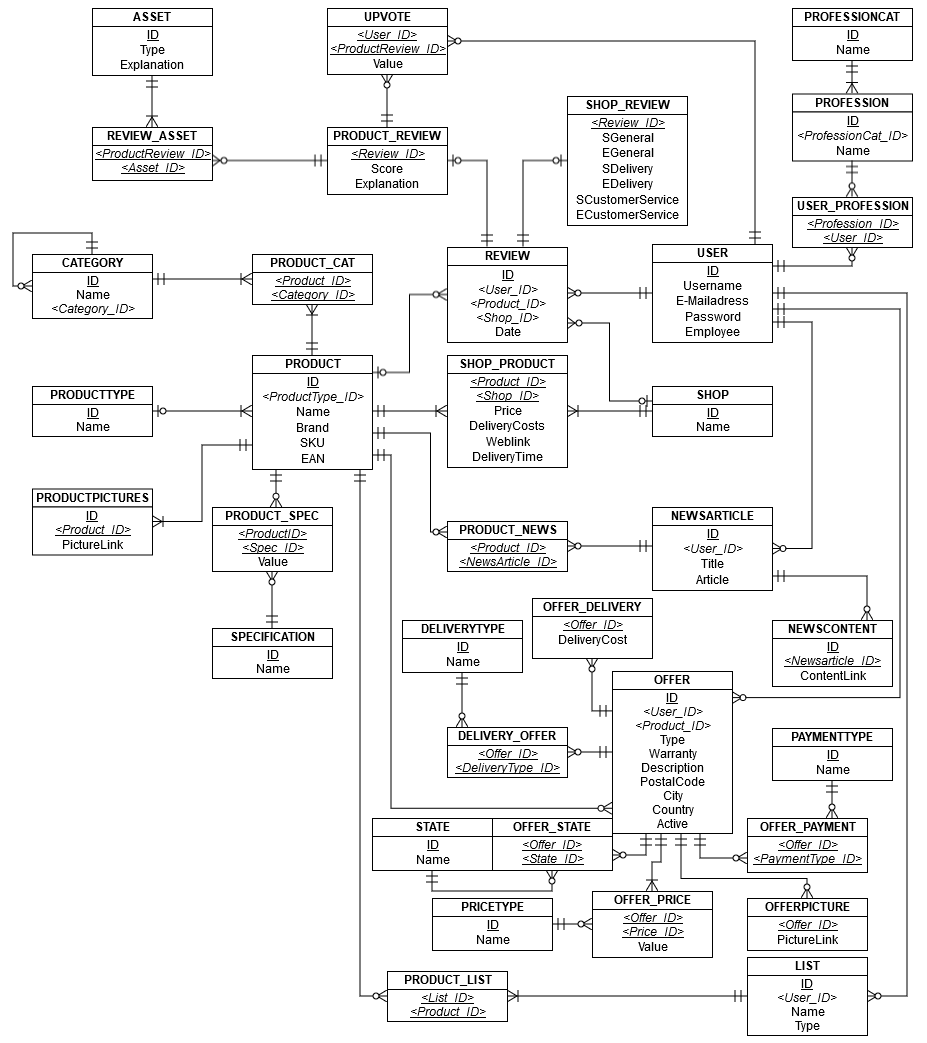 ASSET
ID
Type
Explanation
UPVOTE
<User_ID>
<ProductReview_ID>
Value
PROFESSIONCAT
ID
Name
REVIEW_ASSET
<ProductReview_ID>
<Asset_ID>
PRODUCT_REVIEW
<Review_ID>
Score
Explanation
SHOP_REVIEW
<Review_ID>
SGeneral
EGeneral
SDelivery
EDelivery
SCustomerService
ECustomerService
PROFESSION
ID
<ProfessionCat_ID>
Name
USER_PROFESSION
<Profession_ID>
<User_ID>
CATEGORY
ID
Name
<Category_ID>
PRODUCT_CAT
<Product_ID>
<Category_ID>
REVIEW
ID
<User_ID>
<Product_ID>
<Shop_ID>
Date
USER
ID
Username
E-Mailadress
Password
Employee
PRODUCTTYPE
ID
Name
PRODUCT
ID
<ProductType_ID>
Name
Brand
SKU
EAN
SHOP_PRODUCT
<Product_ID>
<Shop_ID>
Price
DeliveryCosts
Weblink
DeliveryTime
SHOP
ID
Name
PRODUCTPICTURES
ID
<Product_ID>
PictureLink
PRODUCT_SPEC
<ProductID>
<Spec_ID>
Value
PRODUCT_NEWS
<Product_ID>
<NewsArticle_ID>
NEWSARTICLE
ID
<User_ID>
Title
Article
SPECIFICATION
ID
Name
DELIVERYTYPE
ID
Name
OFFER_DELIVERY
<Offer_ID>
DeliveryCost
NEWSCONTENT
ID
<Newsarticle_ID>
ContentLink
DELIVERY_OFFER
<Offer_ID>
<DeliveryType_ID>
OFFER
ID
<User_ID>
<Product_ID>
Type
Warranty
Description
PostalCode
City
Country
Active
PAYMENTTYPE
ID
Name
STATE
ID
Name
OFFER_STATE
<Offer_ID>
<State_ID>
OFFER_PAYMENT
<Offer_ID>
<PaymentType_ID>
PRICETYPE
ID
Name
OFFER_PRICE
<Offer_ID>
<Price_ID>
Value
OFFERPICTURE
<Offer_ID>
PictureLink
PRODUCT_LIST
<List_ID>
<Product_ID>
LIST
ID
<User_ID>
Name
Type